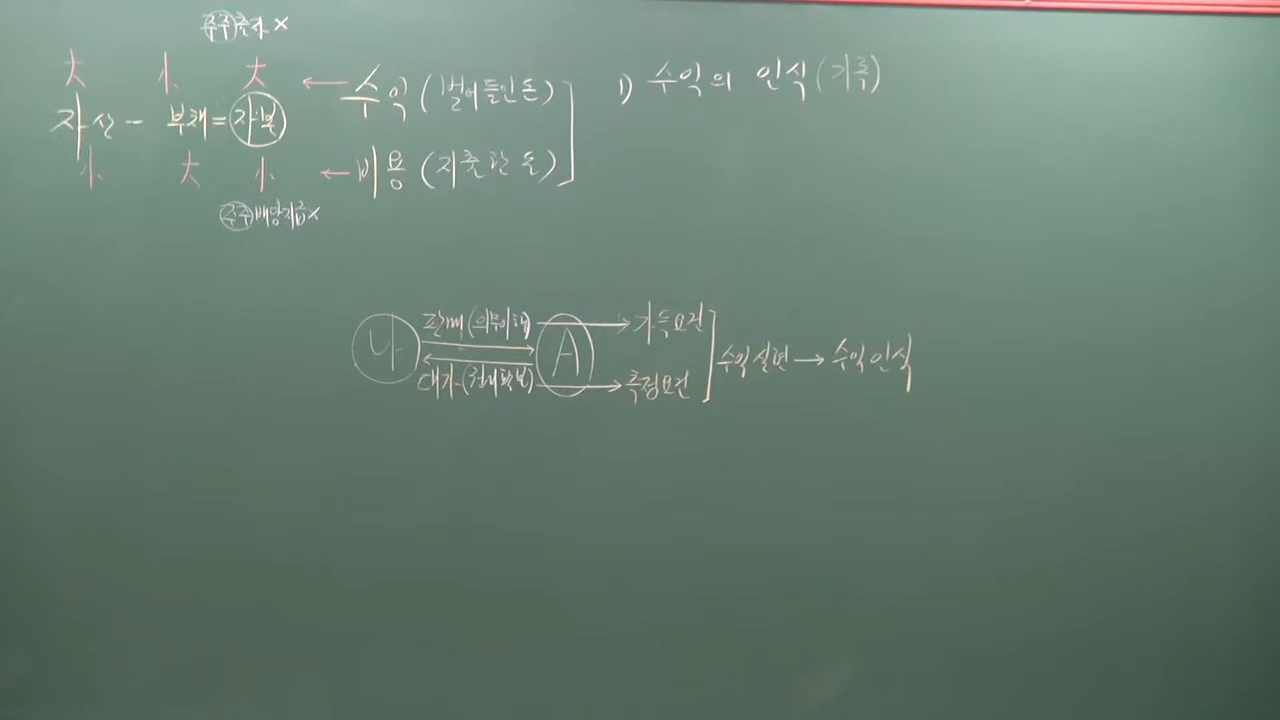 주주출자 ×
大 小 大 ← 수익 (벌어들인 돈)
자산 - 부채 = 자본
小 大 小 ← 비용 (지출한 돈)
주주배당지급×
1) 수익의 인식 (기록)
나 판매 (의무이행) A → 가득요건
대가 (권리확보) → 측정요건
수익실현 → 수익인식